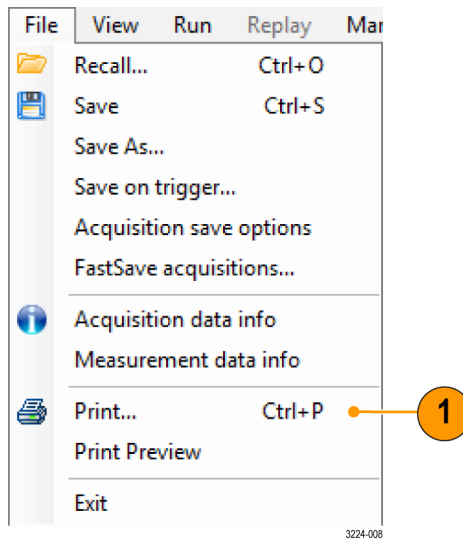 File View Run Replay
Recall... Ctrl+O
Save Ctrl+S
Save As...
Save on trigger...
Acquisition save options
FastSave acquisitions...
Acquisition data info
Measurement data info
Print... Ctrl+P 1
Print Preview
Exit
3224-008